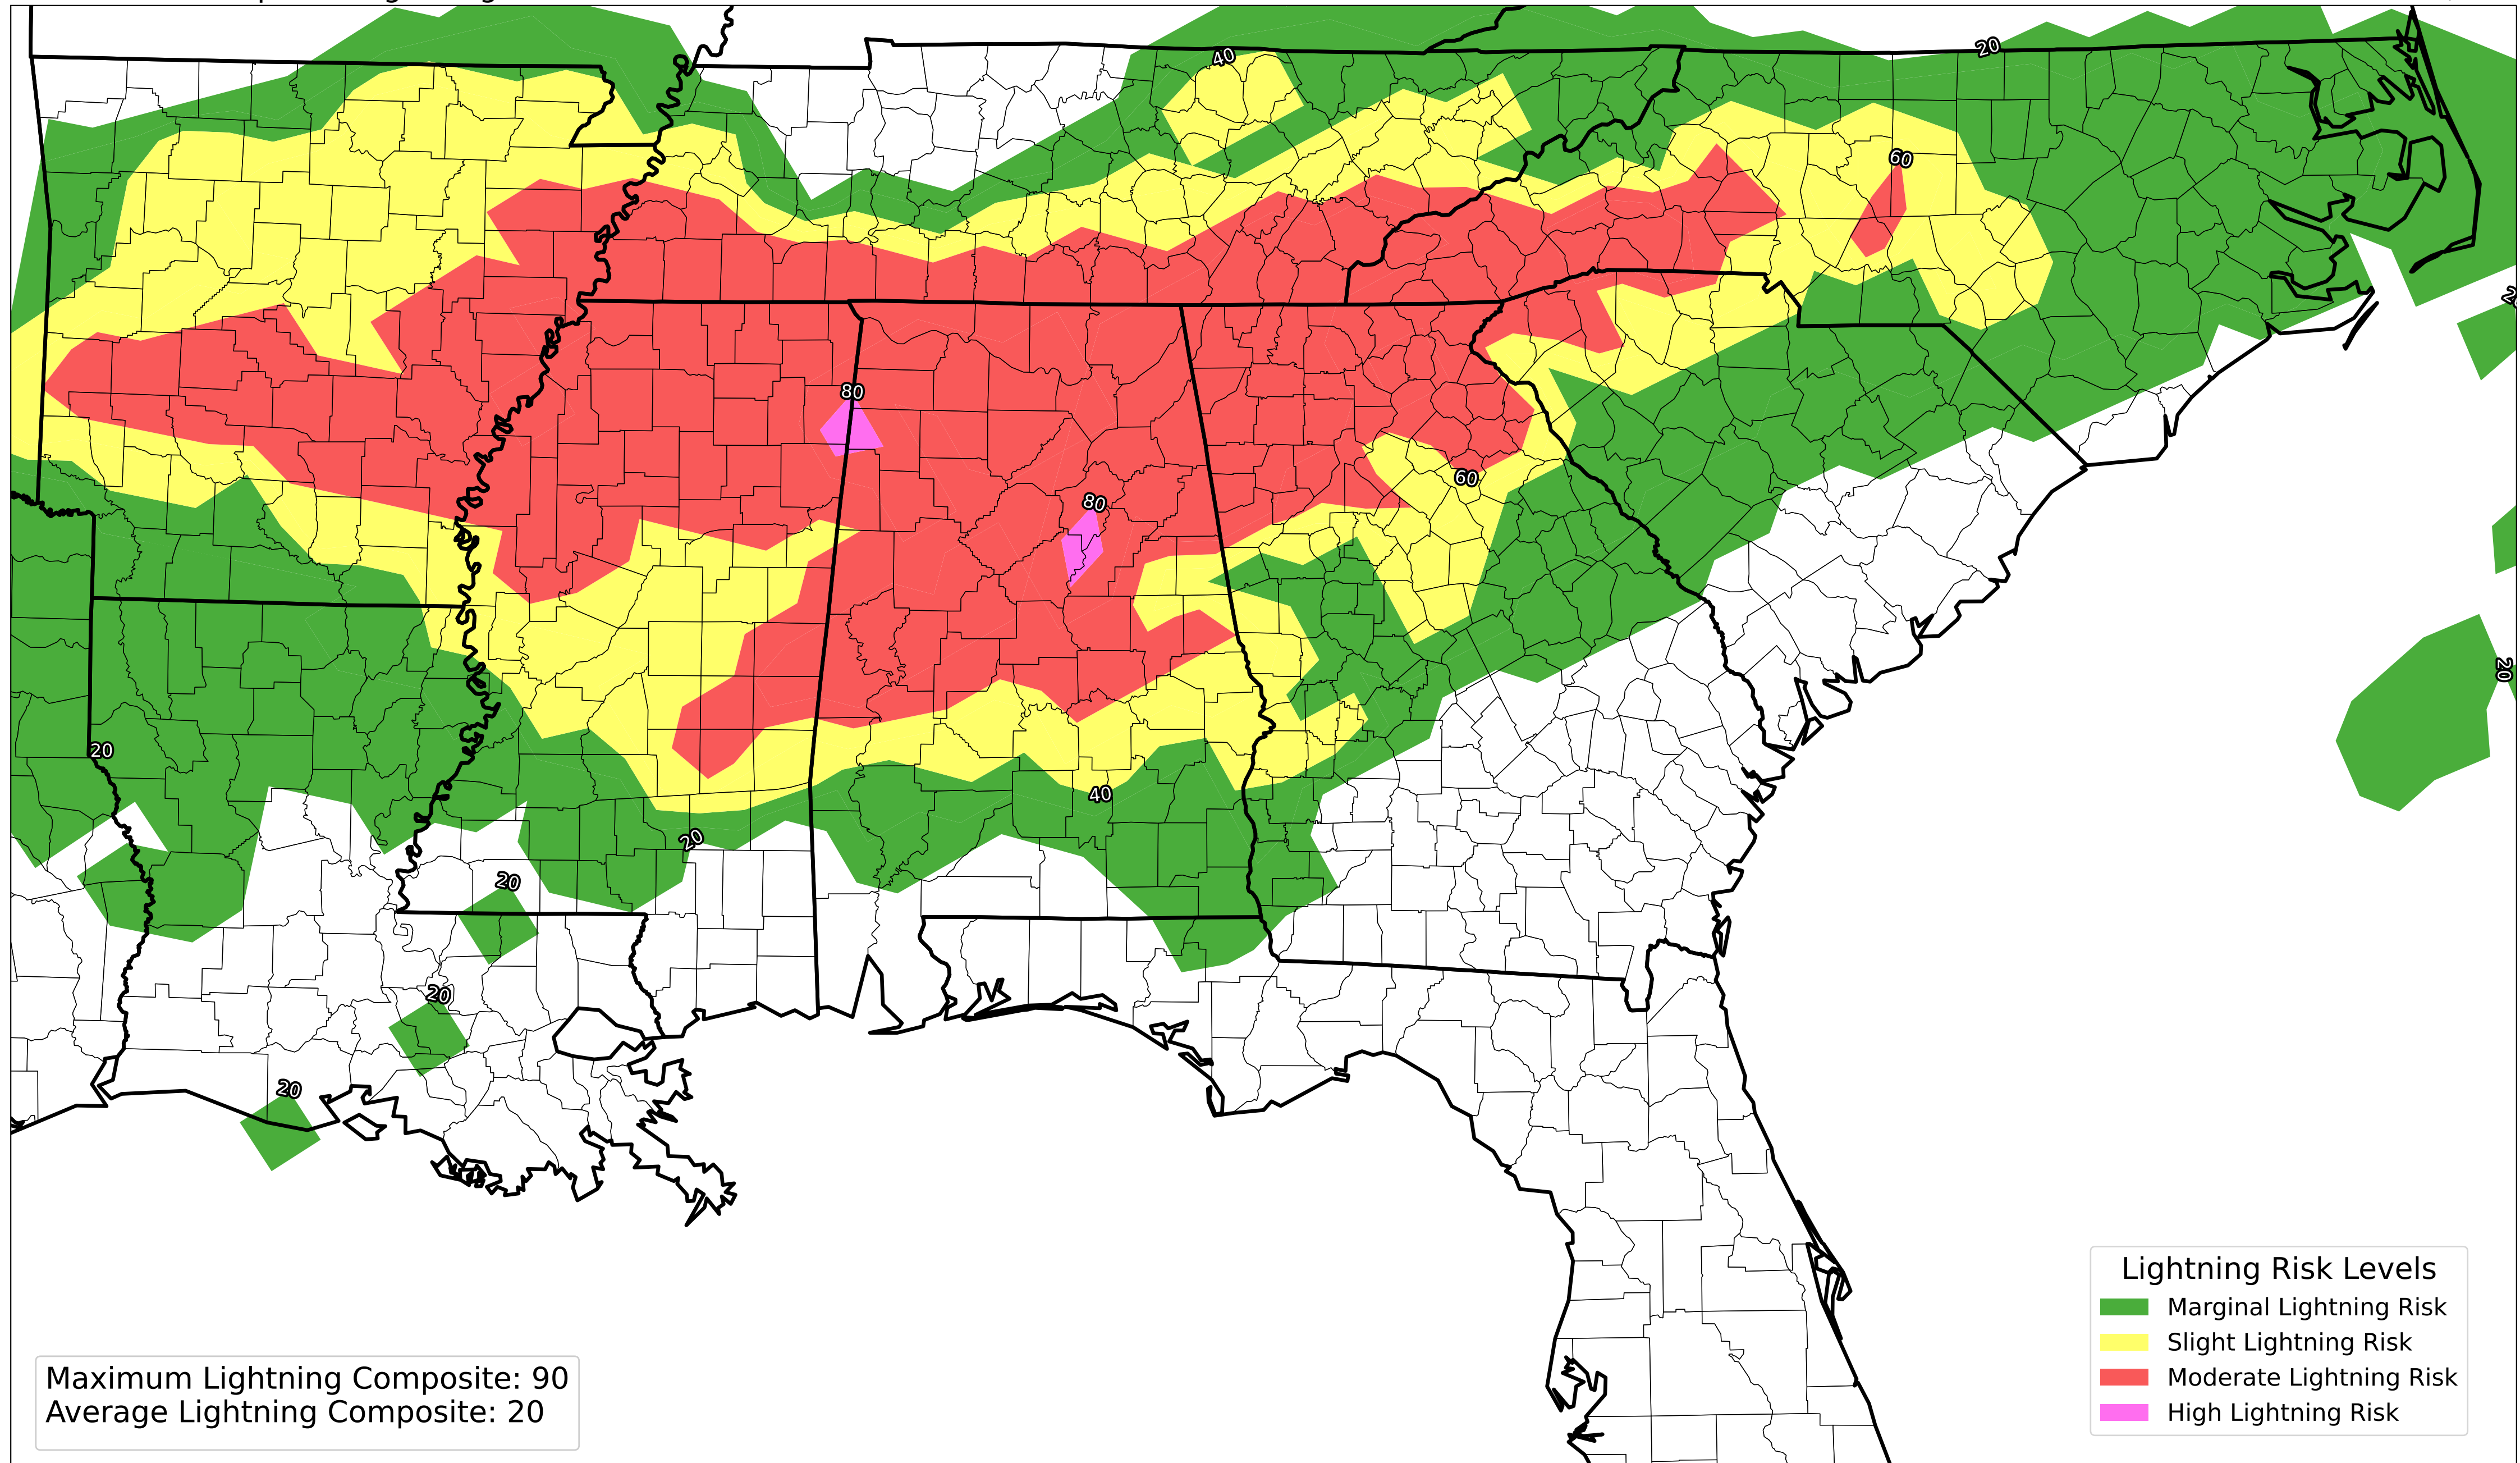 40
20
60
80
80
60
20
20
40
20
20
20
20
Lightning Risk Levels
Marginal Lightning Risk
Slight Lightning Risk
Moderate Lightning Risk
High Lightning Risk
Maximum Lightning Composite: 90
Average Lightning Composite: 20